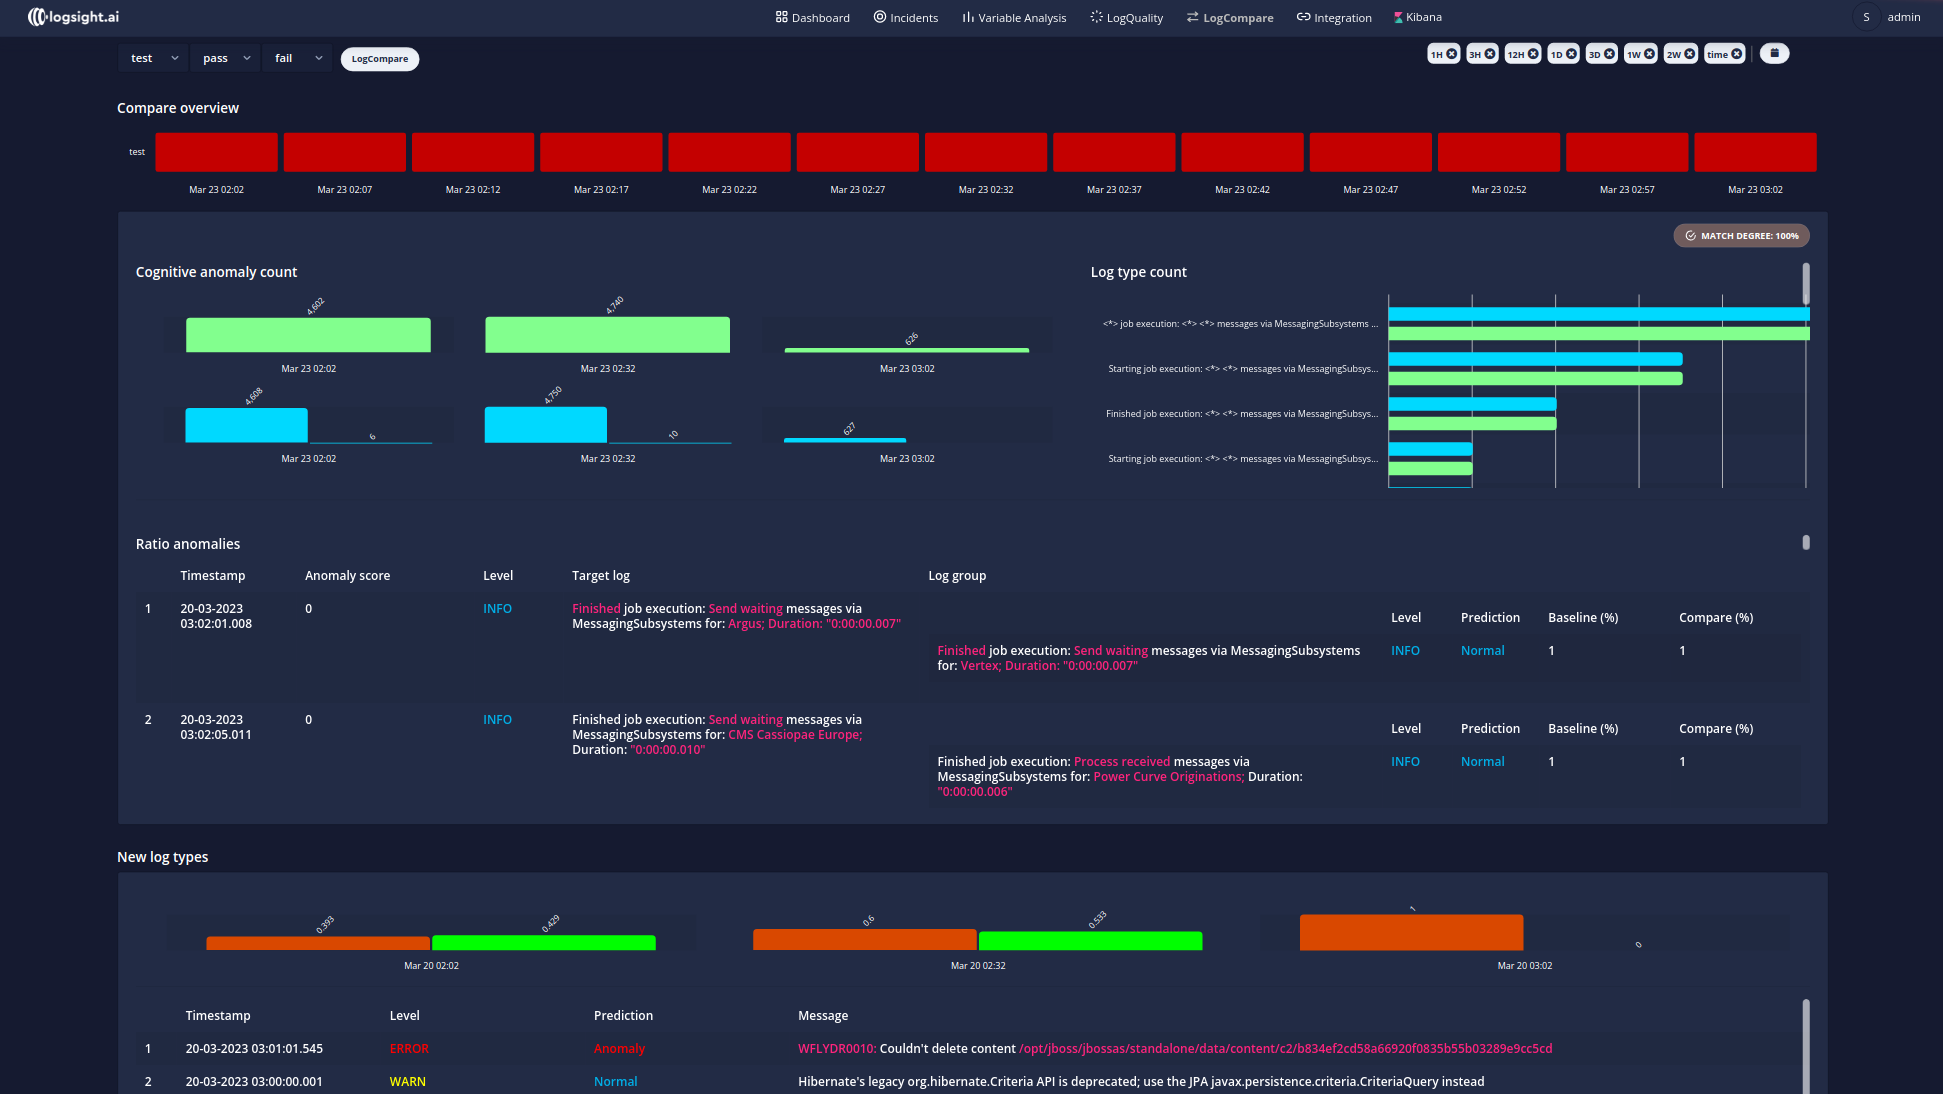 logsight.ai
Dashboard Incidents Variable Analysis LogQuality LogCompare Integration Kibana S admin
test pass fail LogCompare 1H 3H 12H 1D 3D 1W 2W time
Compare overview
test
Mar 23 02:02 Mar 23 02:07 Mar 23 02:12 Mar 23 02:17 Mar 23 02:22 Mar 23 02:27 Mar 23 02:32 Mar 23 02:37 Mar 23 02:42 Mar 23 02:47 Mar 23 02:52 Mar 23 02:57 Mar 23 03:02
MATCH DEGREE: 100%
Cognitive anomaly count
4,602 4,740 626
Mar 23 02:02 Mar 23 02:32 Mar 23 03:02
4,608 6 4,750 10 627
Mar 23 02:02 Mar 23 02:32 Mar 23 03:02
Log type count
<*> job execution: <*> <*> messages via MessagingSubsystems ...
Starting job execution: <*> <*> messages via MessagingSubsys...
Finished job execution: <*> <*> messages via MessagingSubsys...
Starting job execution: <*> <*> messages via MessagingSubsys...
Ratio anomalies
Timestamp Anomaly score Level Target log Log group
1 20-03-2023 03:02:01.008 0 INFO
Finished job execution: Send waiting messages via
MessagingSubsystems for: Argus; Duration: "0:00:00.007"
Level Prediction Baseline (%) Compare (%)
Finished job execution: Send waiting messages via MessagingSubsystems
for: Vertex; Duration: "0:00:00.007"
INFO Normal 1 1
2 20-03-2023 03:02:05.011 0 INFO
Finished job execution: Send waiting messages via
MessagingSubsystems for: CMS Cassiopae Europe;
Duration: "0:00:00.010"
Level Prediction Baseline (%) Compare (%)
Finished job execution: Process received messages via
MessagingSubsystems for: Power Curve Originations; Duration:
"0:00:00.006"
INFO Normal 1 1
New log types
0.393 0.429 0.6 0.533 1 0
Mar 20 02:02 Mar 20 02:32 Mar 20 03:02
Timestamp Level Prediction Message
1 20-03-2023 03:01:01.545 ERROR Anomaly WFLYDR0010: Couldn't delete content /opt/jboss/jbossas/standalone/data/content/c2/b834ef2cd58a66920f0835b55b03289e9cc5cd
2 20-03-2023 03:00:00.001 WARN Normal Hibernate's legacy org.hibernate.Criteria API is deprecated; use the JPA javax.persistence.criteria.CriteriaQuery instead